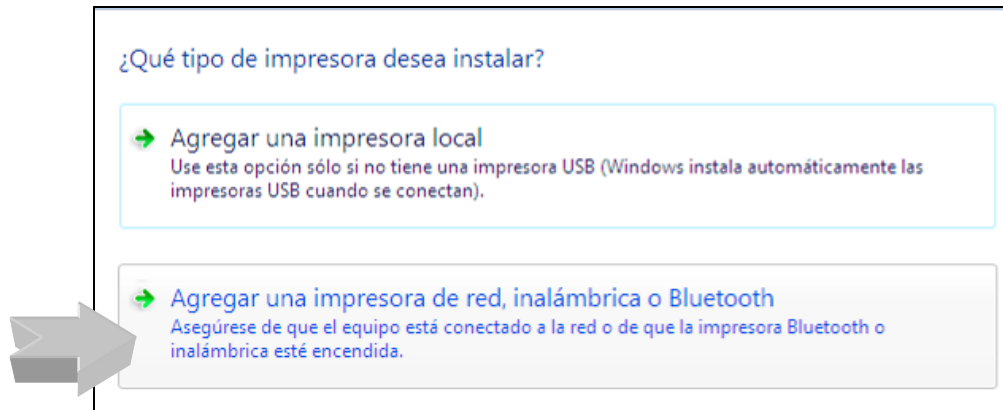 ¿Qué tipo de impresora desea instalar?
Agregar una impresora local
Use esta opción sólo si no tiene una impresora USB (Windows instala automáticamente las
impresoras USB cuando se conectan).
Agregar una impresora de red, inalámbrica o Bluetooth
Asegúrese de que el equipo está conectado a la red o de que la impresora Bluetooth o
inalámbrica esté encendida.